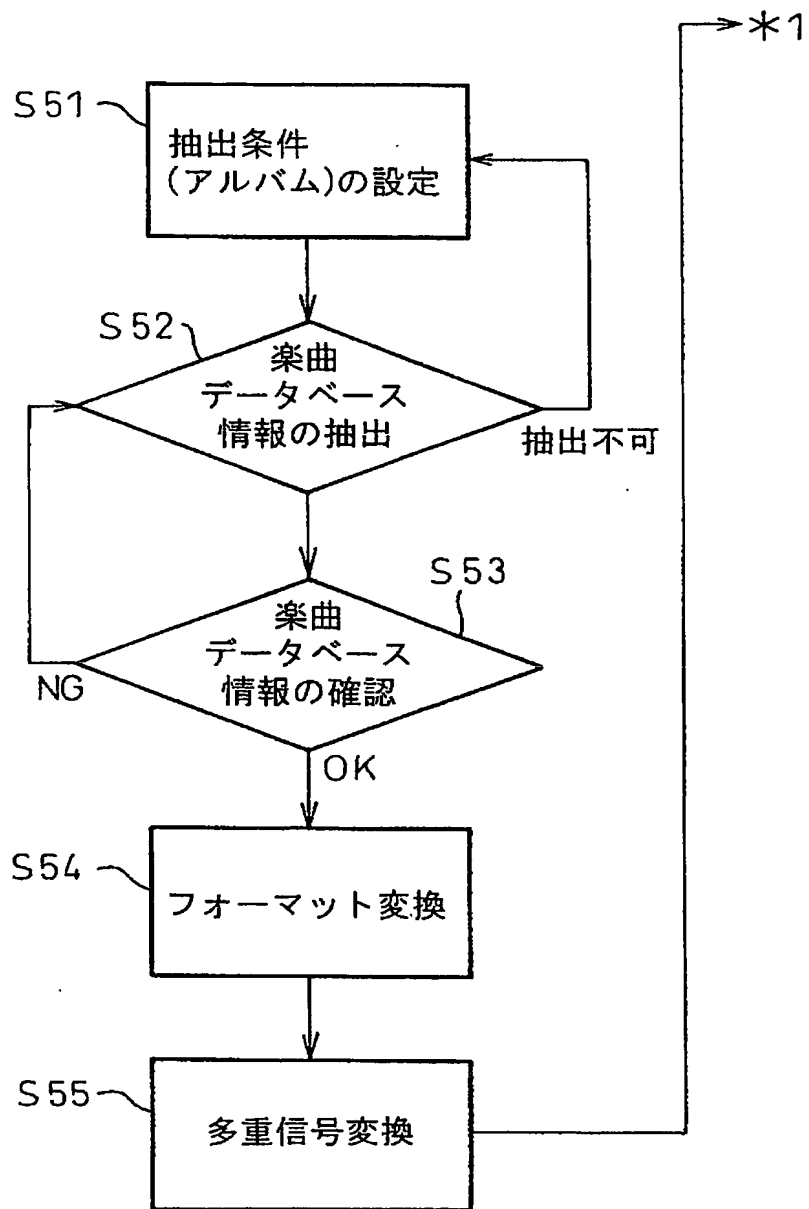 *1
S51
抽出条件
(アルバム)の設定
S52
楽曲
データベース
情報の抽出
抽出不可
S53
楽曲
データベース
情報の確認
NG
OK
S54
フォーマット変換
S55
多重信号変換